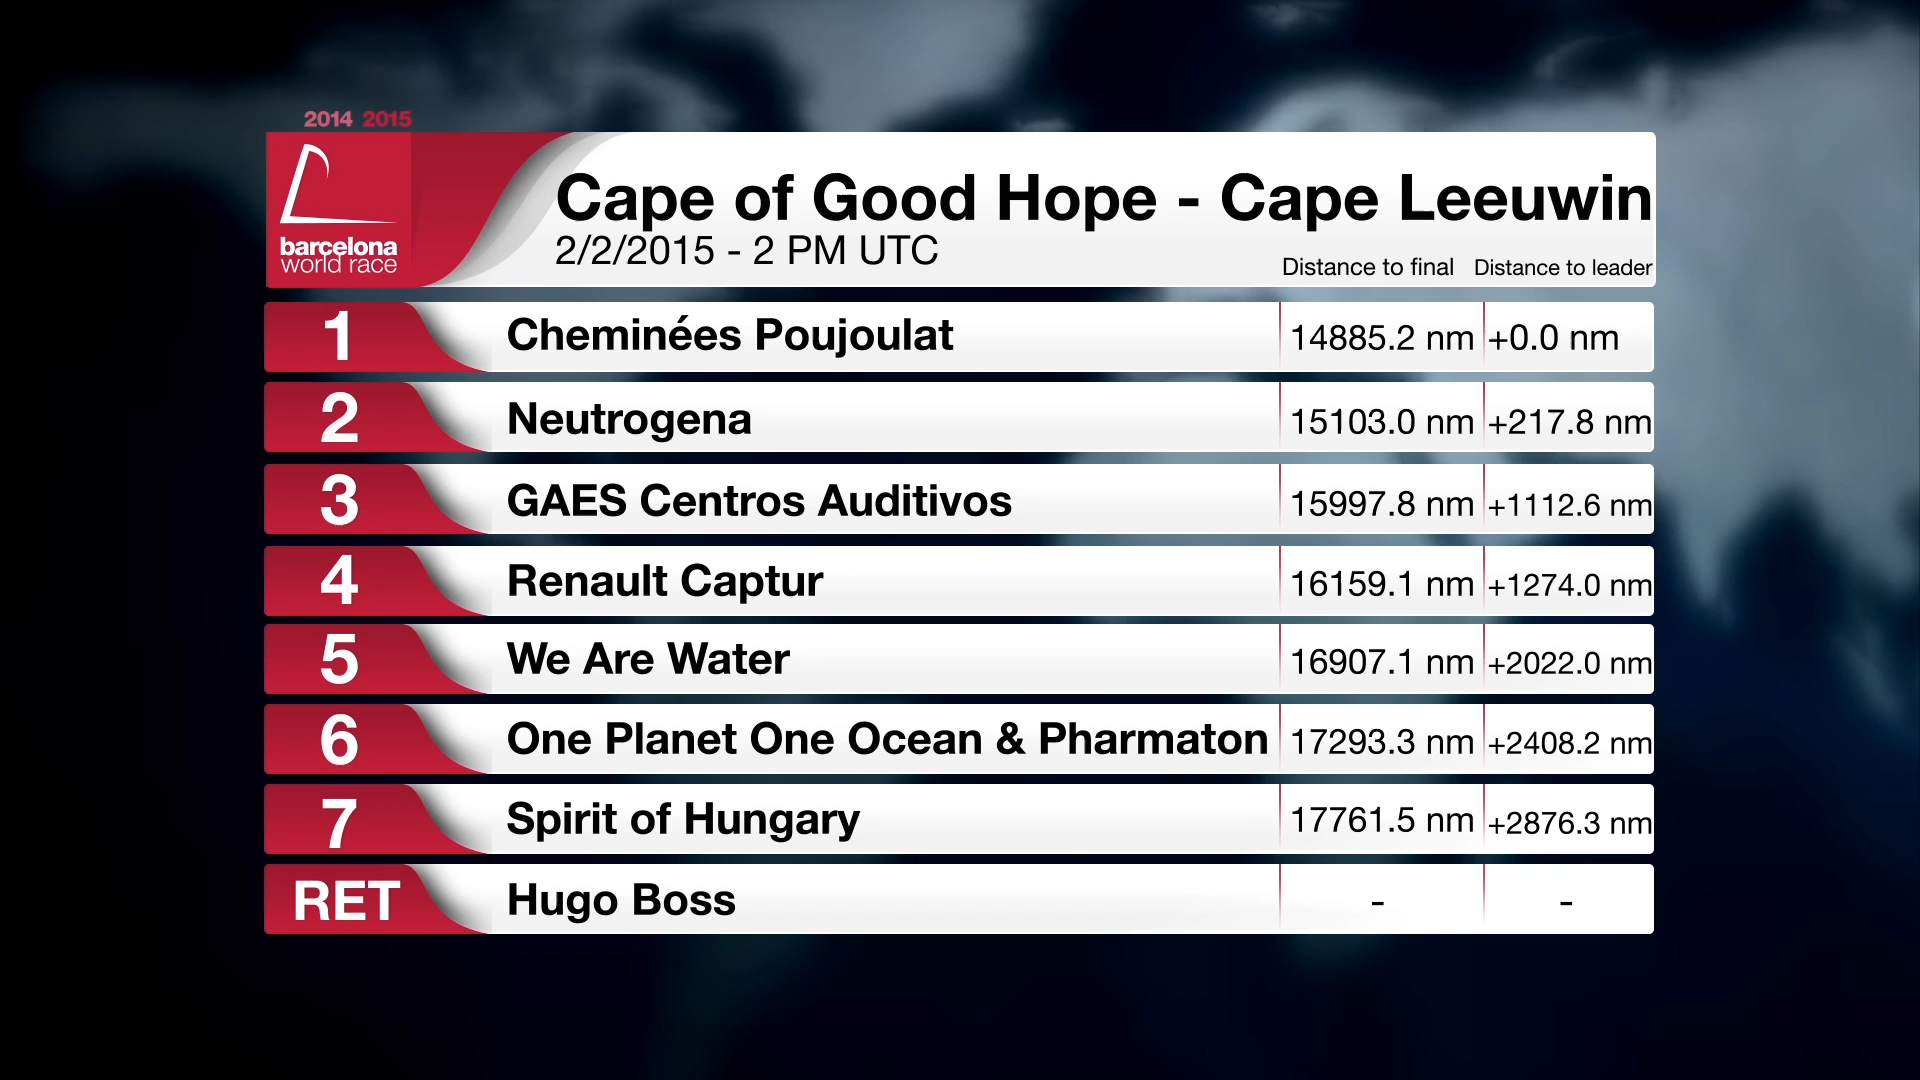 2014 2015
barcelona
world race
Cape of Good Hope - Cape Leeuwin
2/2/2015 - 2 PM UTC
Distance to final Distance to leader
1 Cheminées Poujoulat 14885.2 nm +0.0 nm
2 Neutrogena 15103.0 nm +217.8 nm
3 GAES Centros Auditivos 15997.8 nm +1112.6 nm
4 Renault Captur 16159.1 nm +1274.0 nm
5 We Are Water 16907.1 nm +2022.0 nm
6 One Planet One Ocean & Pharmaton 17293.3 nm +2408.2 nm
7 Spirit of Hungary 17761.5 nm +2876.3 nm
RET Hugo Boss - -